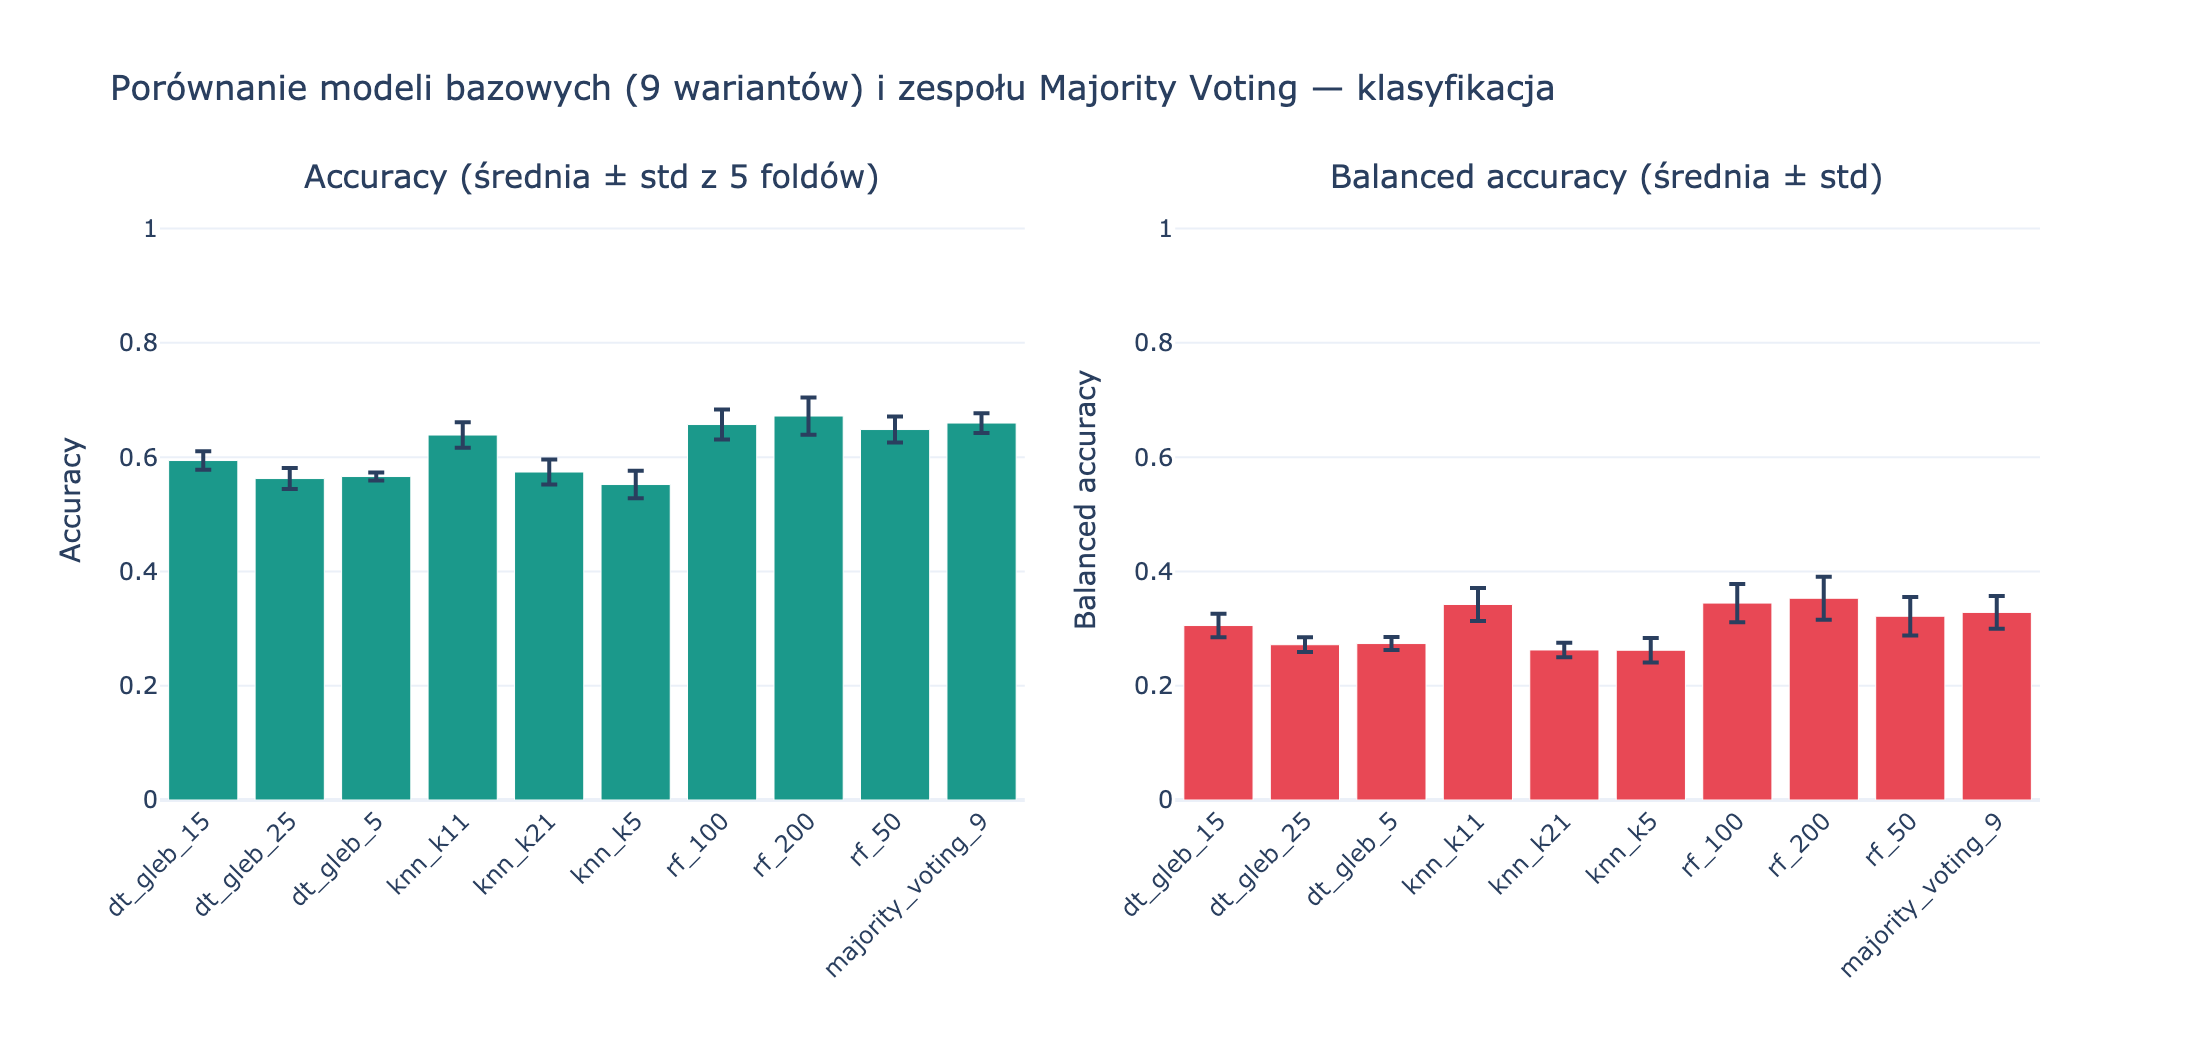 Porównanie modeli bazowych (9 wariantów) i zespołu Majority Voting — klasyfikacja
Accuracy (średnia ± std z 5 foldów)
Accuracy
1
0.8
0.6
0.4
0.2
0
dt_gleb_15
dt_gleb_25
dt_gleb_5
knn_k11
knn_k21
knn_k5
rf_100
rf_200
rf_50
majority_voting_9
Balanced accuracy (średnia ± std)
Balanced accuracy
1
0.8
0.6
0.4
0.2
0
dt_gleb_15
dt_gleb_25
dt_gleb_5
knn_k11
knn_k21
knn_k5
rf_100
rf_200
rf_50
majority_voting_9